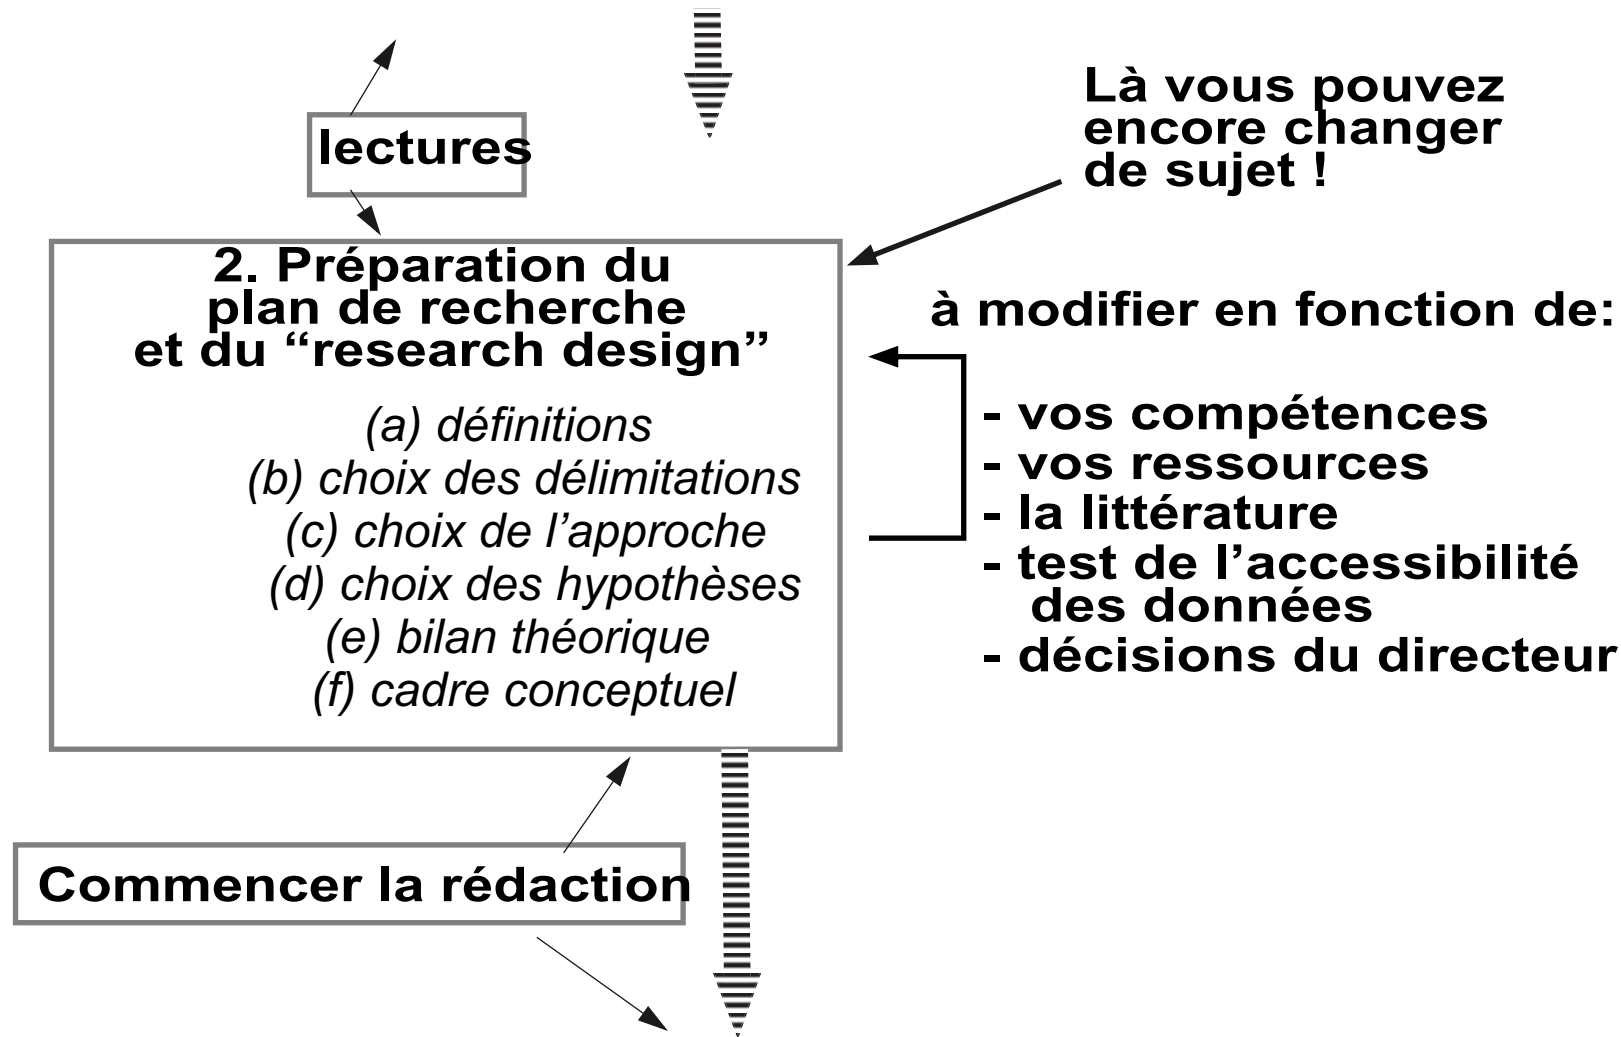 lectures
2. Préparation du
plan de recherche
et du “research design”
(a) définitions
(b) choix des délimitations
(c) choix de l’approche
(d) choix des hypothèses
(e) bilan théorique
(f) cadre conceptuel
Commencer la rédaction
Là vous pouvez
encore changer
de sujet !
à modifier en fonction de:
- vos compétences
- vos ressources
- la littérature
- test de l’accessibilité
des données
- décisions du directeur